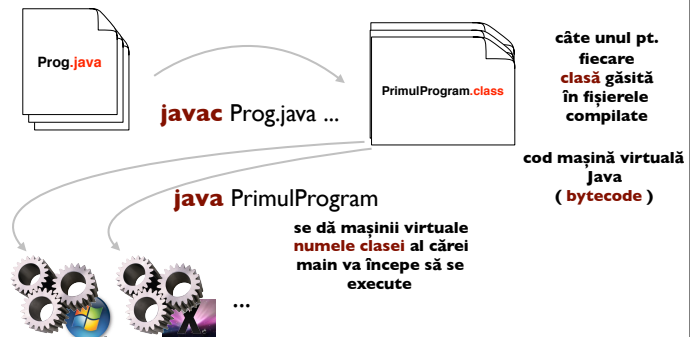 Prog.java
javac Prog.java ...
PrimulProgram.class
câte unul pt.
fiecare
clasă găsită
în fișierele
compilate
cod mașină virtuală
Java
( bytecode )
java PrimulProgram
se dă mașinii virtuale
numele clasei al cărei
main va începe să se
execute
X
...